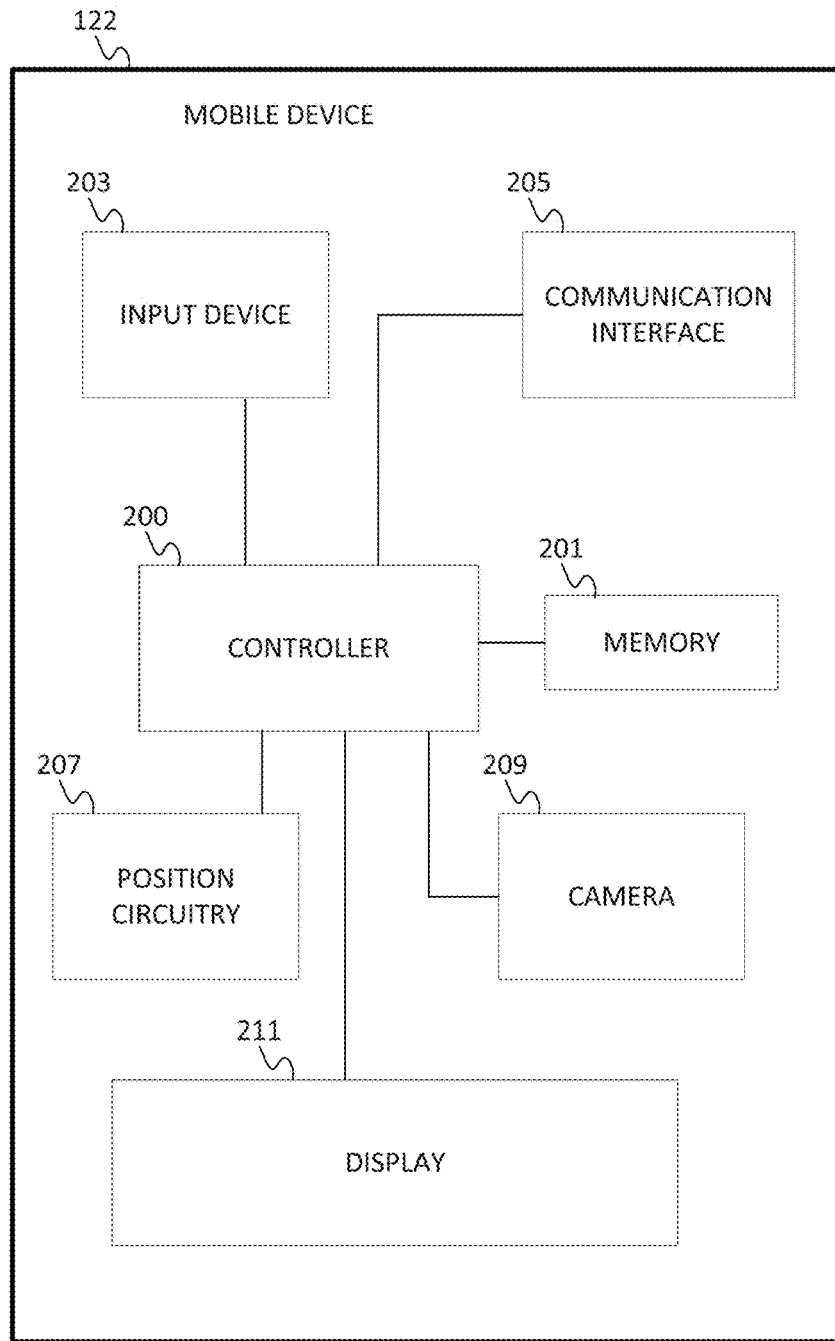 122
MOBILE DEVICE
203
205
INPUT DEVICE
COMMUNICATION
INTERFACE
200
201
CONTROLLER
MEMORY
207
209
POSITION
CIRCUITRY
CAMERA
211
DISPLAY